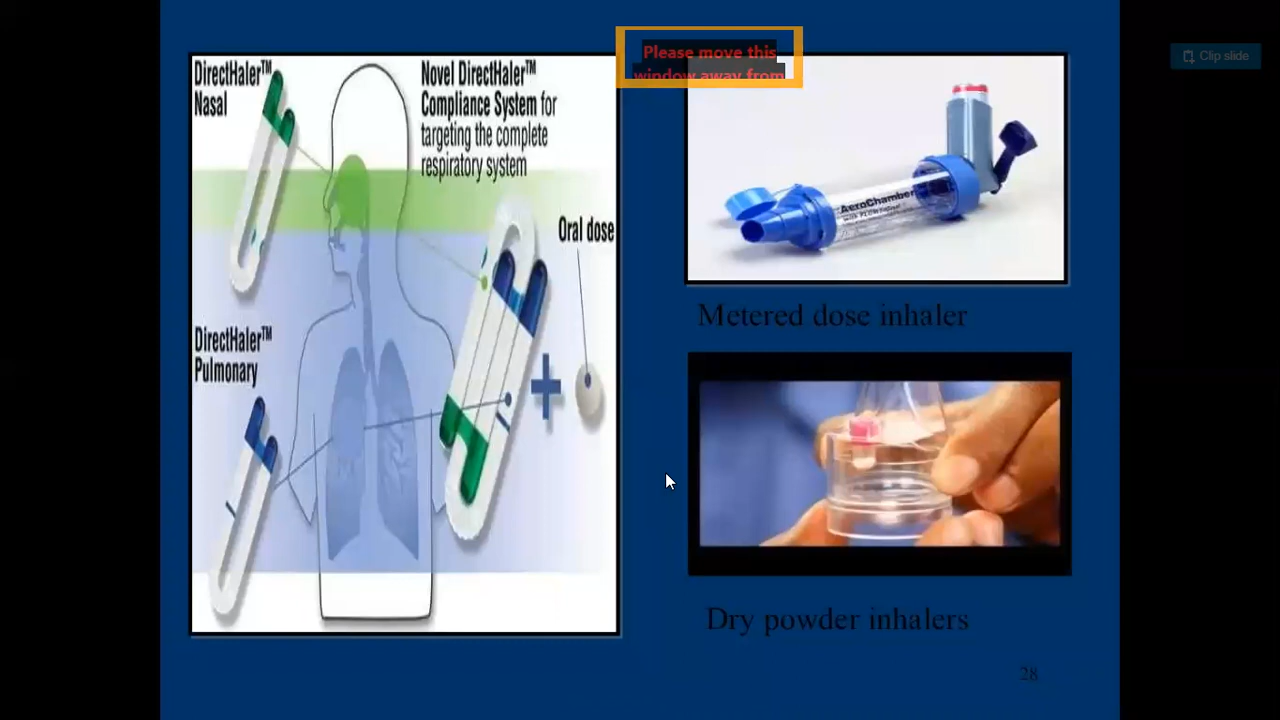 DirectHaler™
Nasal
Novel DirectHaler™
Compliance System for
targeting the complete
respiratory system
Oral dose
DirectHaler™
Pulmonary
Please move this
window away from
Clip slide
AeroChamber
Metered dose inhaler
Dry powder inhalers
28